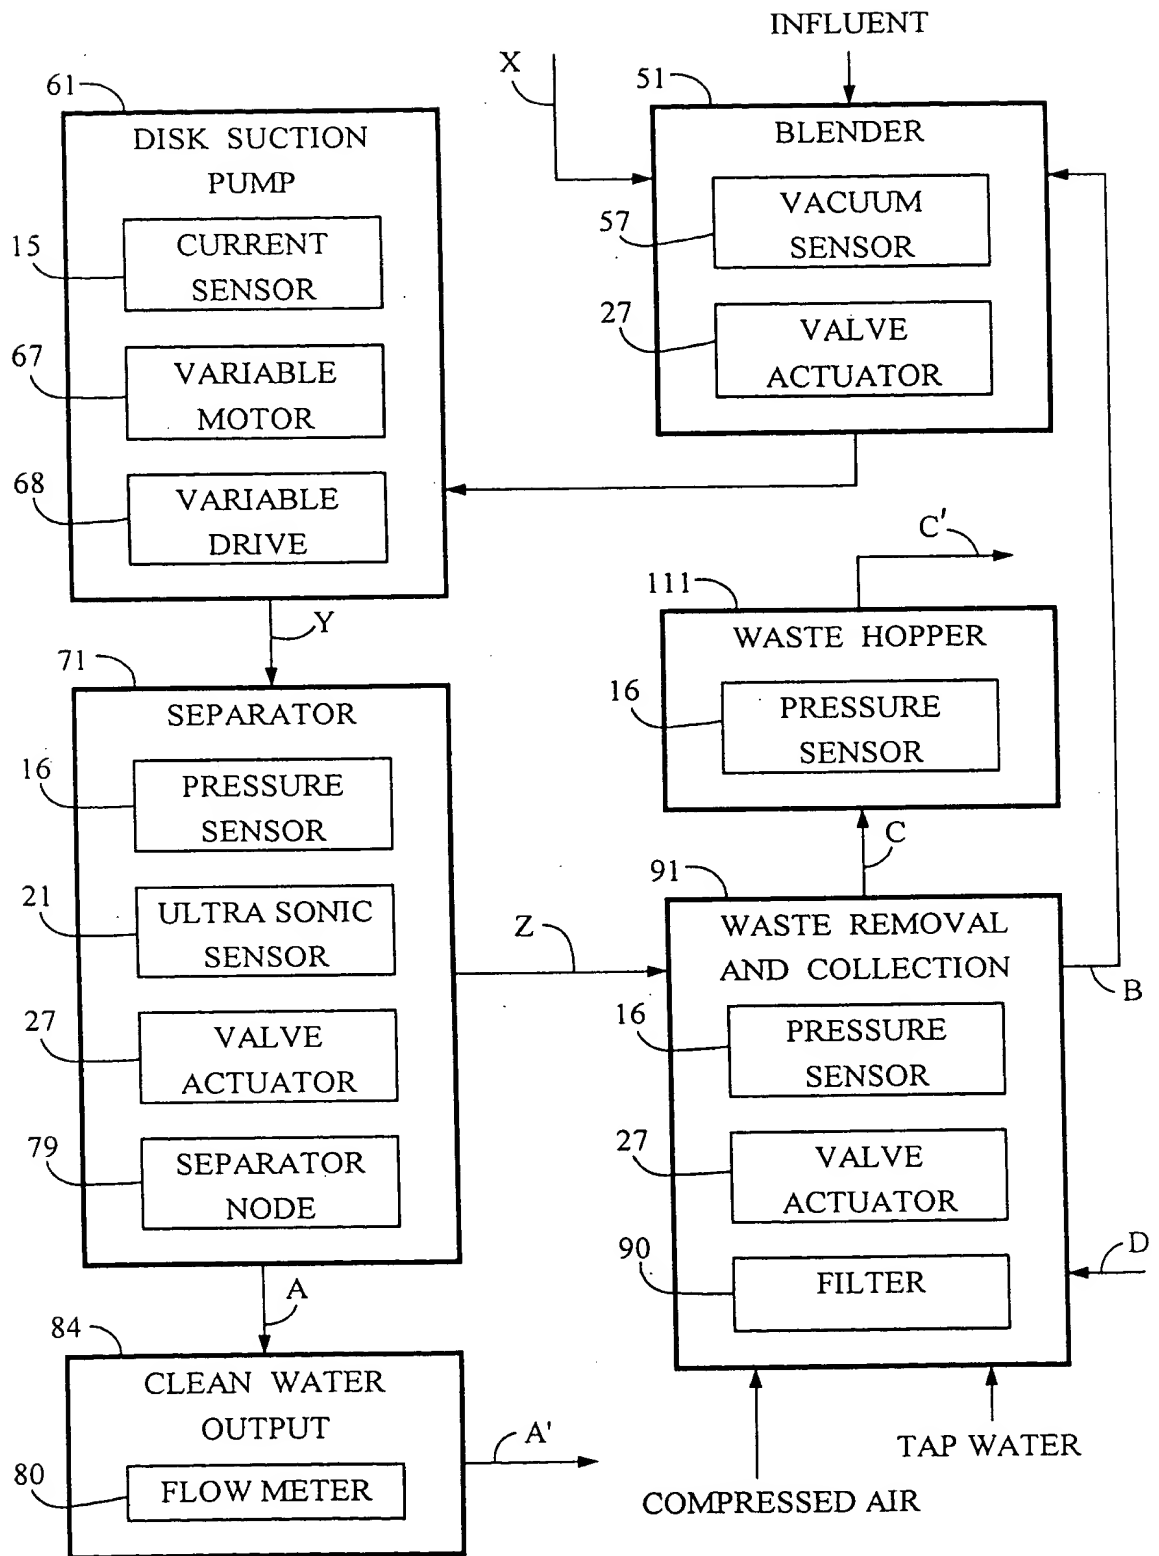 INFLUENT
X
51
BLENDER
57
VACUUM
SENSOR
27
VALVE
ACTUATOR
61
DISK SUCTION
PUMP
15
CURRENT
SENSOR
67
VARIABLE
MOTOR
68
VARIABLE
DRIVE
Y
71
SEPARATOR
16
PRESSURE
SENSOR
21
ULTRA SONIC
SENSOR
27
VALVE
ACTUATOR
79
SEPARATOR
NODE
Z
A
84
CLEAN WATER
OUTPUT
80
FLOW METER
A'
C'
111
WASTE HOPPER
16
PRESSURE
SENSOR
C
91
WASTE REMOVAL
AND COLLECTION
B
16
PRESSURE
SENSOR
27
VALVE
ACTUATOR
90
FILTER
D
TAP WATER
COMPRESSED AIR